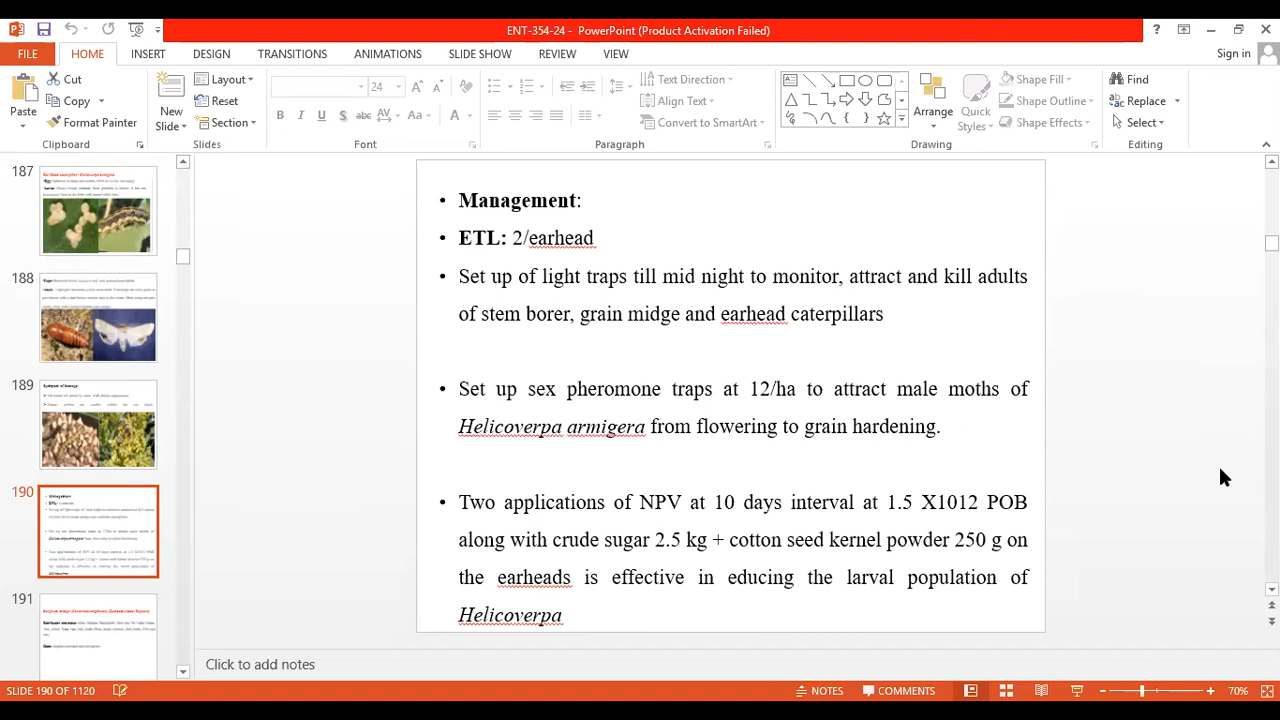 ENT-354-24 - PowerPoint (Product Activation Failed)
FILE HOME INSERT DESIGN TRANSITIONS ANIMATIONS SLIDE SHOW REVIEW VIEW Sign in
Paste Cut Copy Format Painter
Clipboard
New Slide Layout Reset Section
Slides
24
Font
Text Direction Align Text Convert to SmartArt
Paragraph
Arrange Quick Styles Shape Fill Shape Outline Shape Effects
Drawing
Find Replace Select
Editing
187
188
189
190
191
• Management:
• ETL: 2/earhead
• Set up of light traps till mid night to monitor, attract and kill adults
of stem borer, grain midge and earhead caterpillars
• Set up sex pheromone traps at 12/ha to attract male moths of
Helicoverpa armigera from flowering to grain hardening.
• Two applications of NPV at 10 days interval at 1.5 X1012 POB
along with crude sugar 2.5 kg + cotton seed kernel powder 250 g on
the earheads is effective in educing the larval population of
Helicoverpa
Click to add notes
SLIDE 190 OF 1120 NOTES COMMENTS 70%